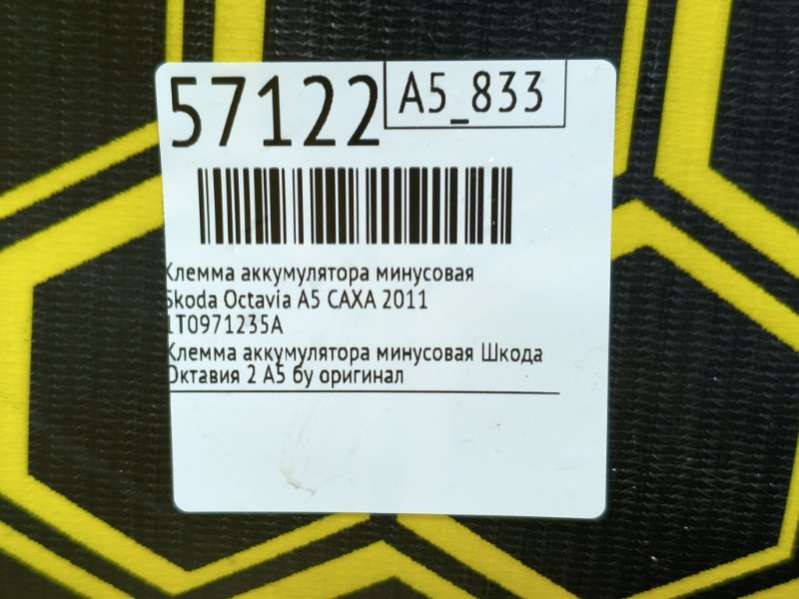 57122
A5_833
Клемма аккумулятора минусовая
Skoda Octavia A5 CAXA 2011
1T0971235A
Клемма аккумулятора минусовая Шкода
Октавия 2 А5 бу оригинал